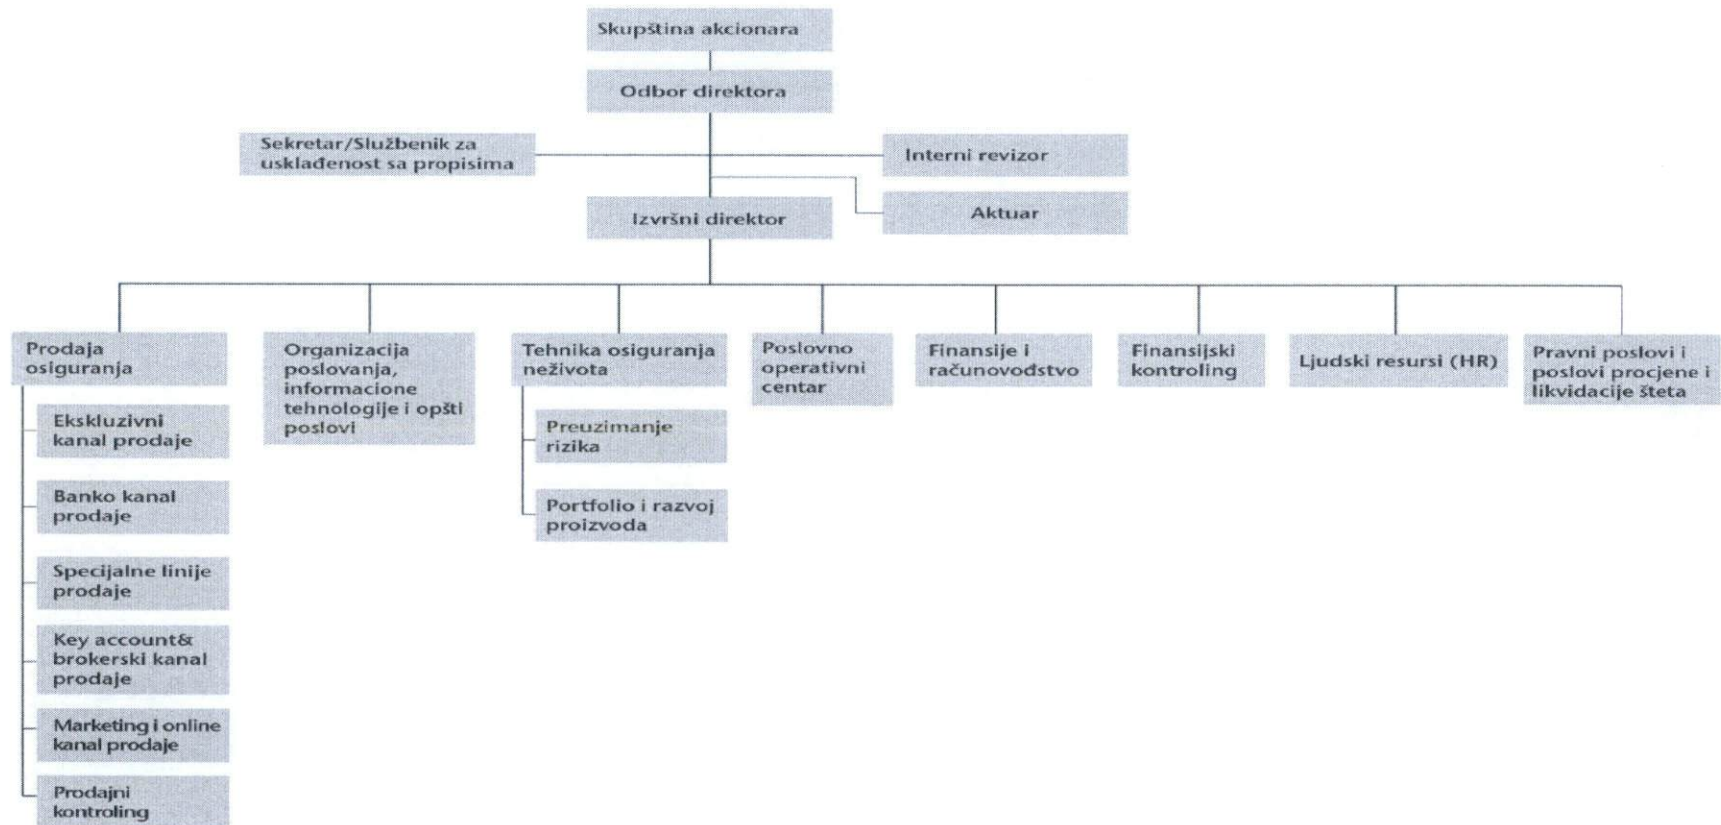 Skupština akcionara
Odbor direktora
Sekretar/Službenik za
usklađenost sa propisima
Interni revizor
Aktuar
Izvršni direktor
Prodaja
osiguranja
Ekskluzivni
kanal prodaje
Banko kanal
prodaje
Specijalne linije
prodaje
Key account&
brokerski kanal
prodaje
Marketing i online
kanal prodaje
Prodajni
kontroling
Organizacija
poslovanja,
informacione
tehnologije i opšti
poslovi
Tehnika osiguranja
neživota
Preuzimanje
rizika
Portfolio i razvoj
proizvoda
Poslovno
operativni
centar
Finansije i
računovodstvo
Finansijski
kontroling
Ljudski resursi (HR)
Pravni poslovi i
poslovi procjene i
likvidacije šteta